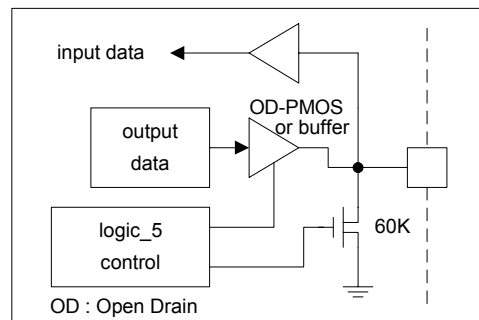 input data
OD-PMOS
or buffer
output
data
logic_5
control
60K
OD : Open Drain